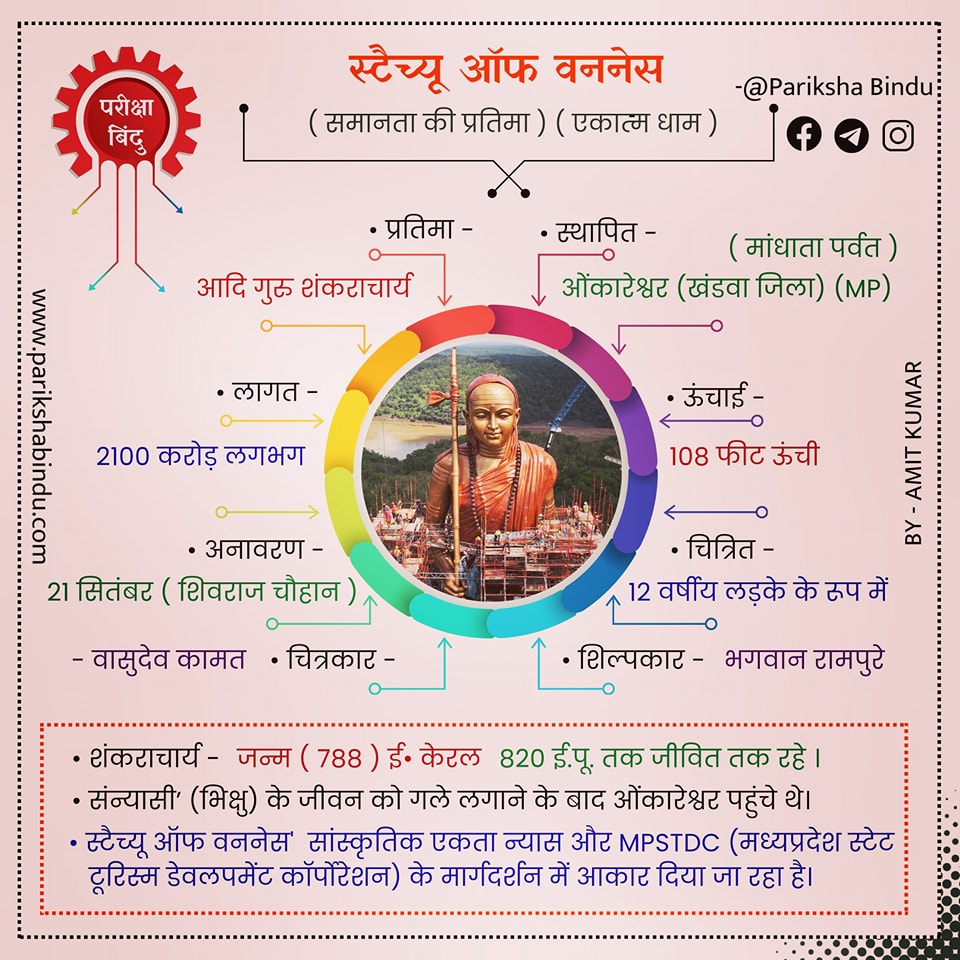 परीक्षा
बिंदु
स्टैच्यू ऑफ वननेस
-@Pariksha Bindu
( समानता की प्रतिमा ) ( एकात्म धाम )
• प्रतिमा -
आदि गुरु शंकराचार्य
• स्थापित -
( मांधाता पर्वत )
ओंकारेश्वर (खंडवा जिला) (MP)
• लागत -
2100 करोड़ लगभग
• ऊंचाई -
108 फीट ऊंची
• अनावरण -
21 सितंबर ( शिवराज चौहान )
• चित्रित -
12 वर्षीय लड़के के रूप में
- वासुदेव कामत • चित्रकार -
• शिल्पकार - भगवान रामपुरे
www.parikshabindu.com
BY - AMIT KUMAR
• शंकराचार्य - जन्म ( 788 ) ई• केरल 820 ई.पू. तक जीवित तक रहे ।
• संन्यासी’ (भिक्षु) के जीवन को गले लगाने के बाद ओंकारेश्वर पहुंचे थे।
• स्टैच्यू ऑफ वननेस' सांस्कृतिक एकता न्यास और MPSTDC (मध्यप्रदेश स्टेट
टूरिस्म डेवलपमेंट कॉर्पोरेशन) के मार्गदर्शन में आकार दिया जा रहा है।